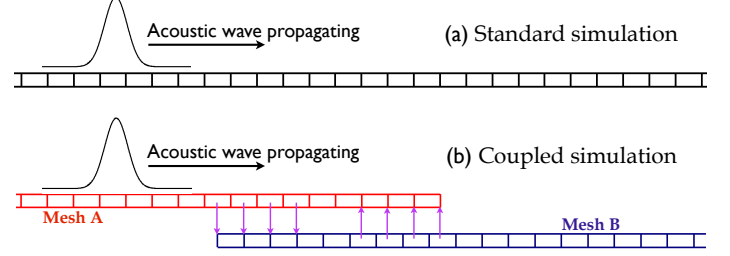 Acoustic wave propagating
(a) Standard simulation
Acoustic wave propagating
(b) Coupled simulation
Mesh A
Mesh B